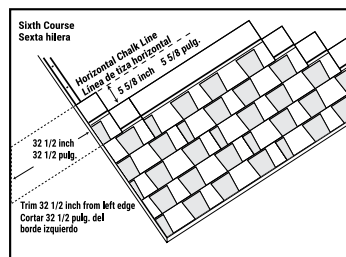 Sixth Course
Sexta hilera
Horizontal Chalk Line
Línea de tiza horizontal
5 5/8 inch 5 5/8 pulg.
32 1/2 inch
32 1/2 pulg.
Trim 32 1/2 inch from left edge
Cortar 32 1/2 pulg. del
borde izquierdo